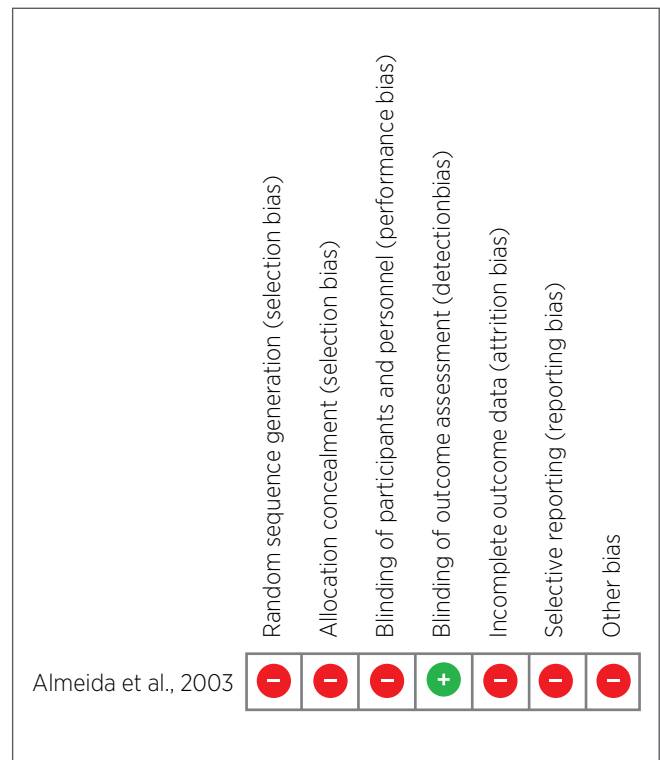 Random sequence generation (selection bias)
Allocation concealment (selection bias)
Blinding of participants and personnel (performance bias)
Blinding of outcome assessment (detectionbias)
Incomplete outcome data (attrition bias)
Selective reporting (reporting bias)
Other bias
Almeida et al., 2003 - - - + - - -